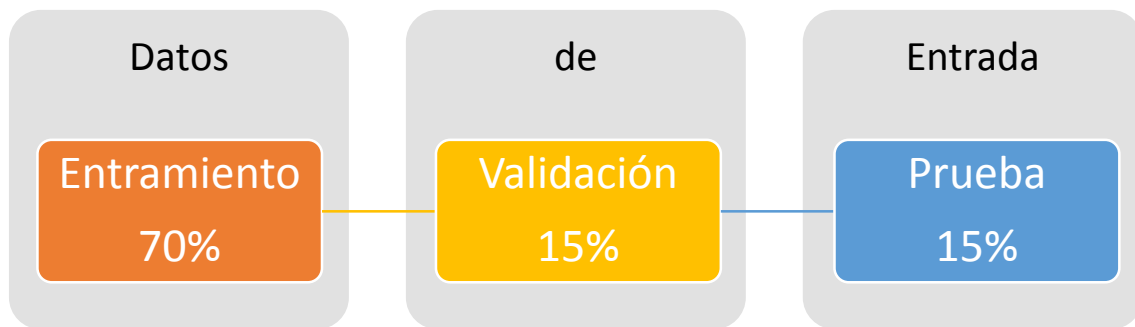 Datos de Entrada
Entramiento Validación Prueba
70% 15% 15%